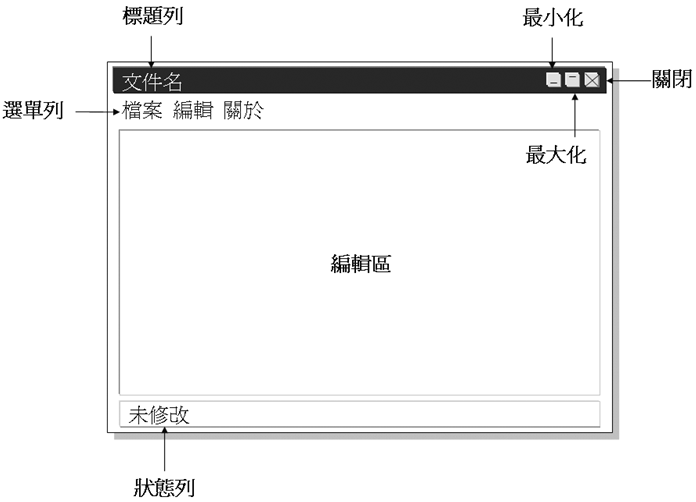 標題列
最小化
文件名
關閉
選單列
檔案 編輯 關於
最大化
編輯區
未修改
狀態列